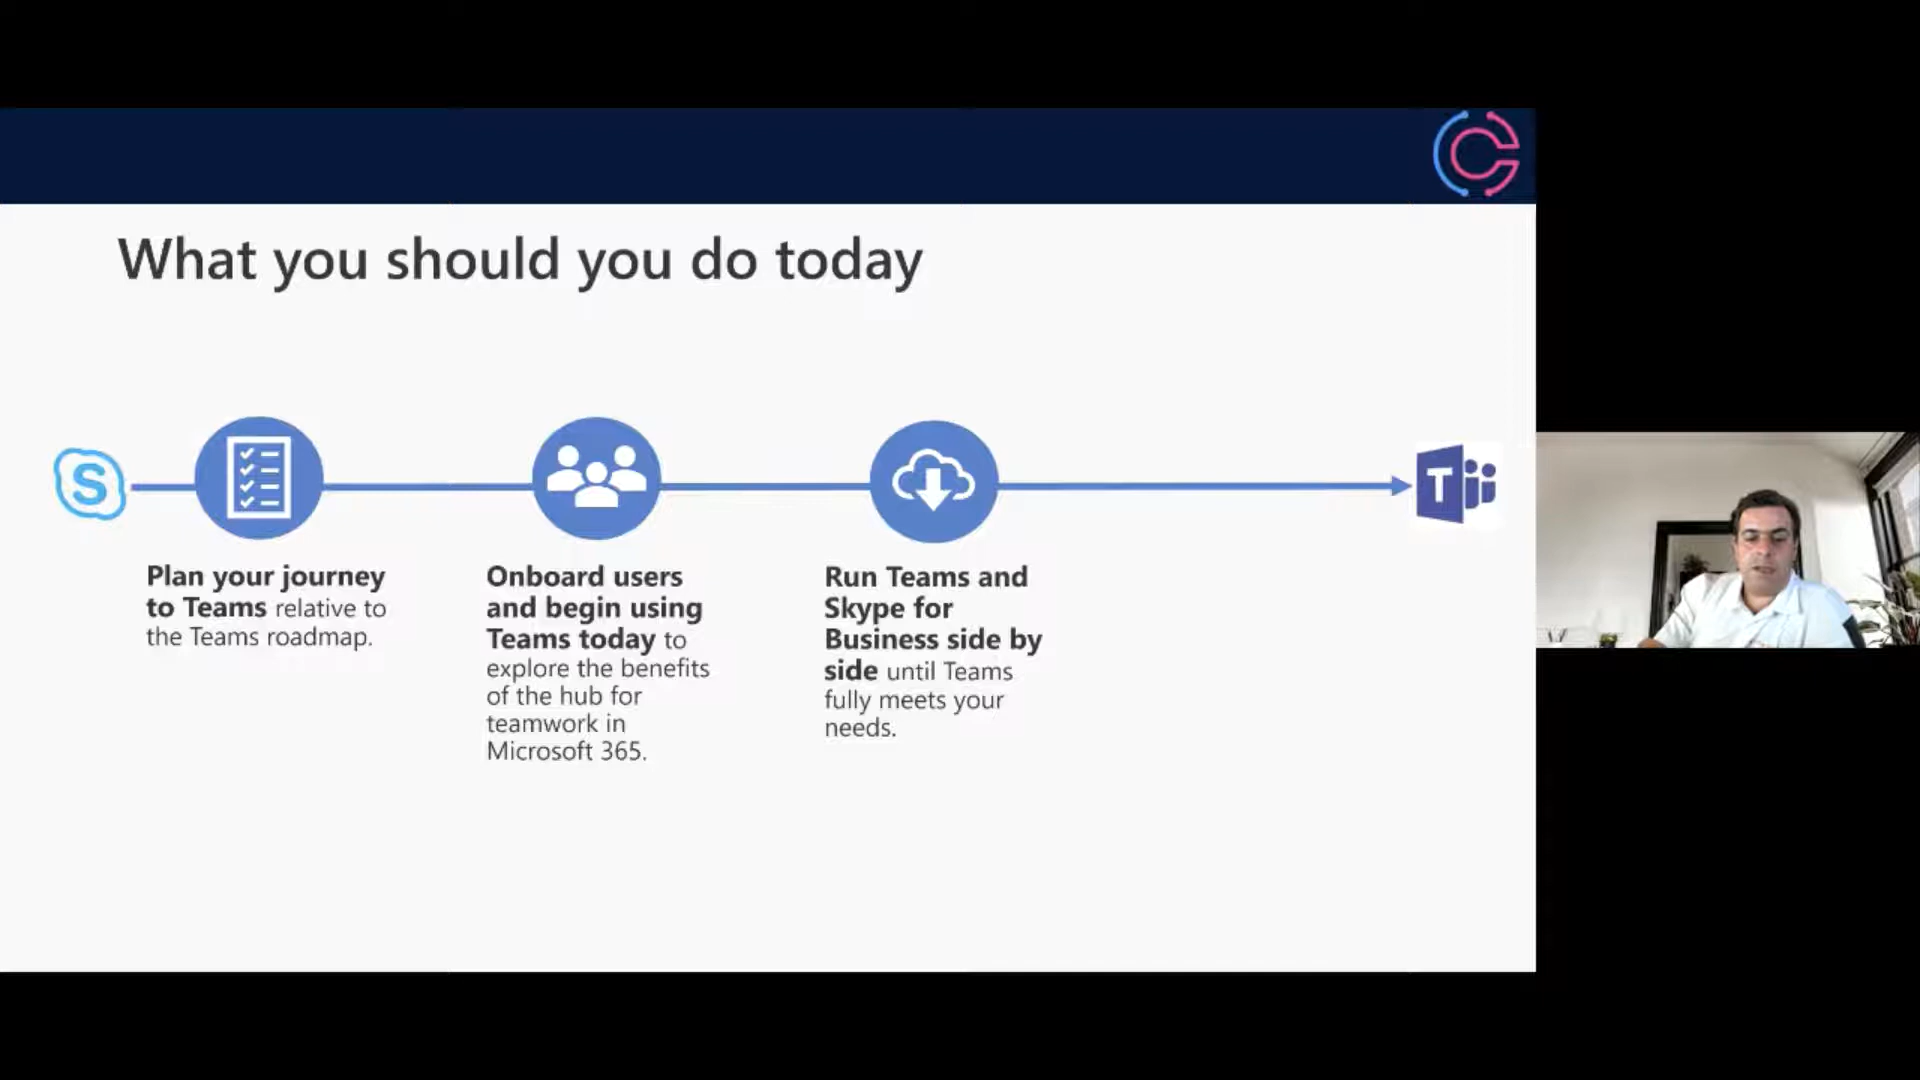 What you should you do today
S
Plan your journey
to Teams relative to
the Teams roadmap.
Onboard users
and begin using
Teams today to
explore the benefits
of the hub for
teamwork in
Microsoft 365.
Run Teams and
Skype for
Business side by
side until Teams
fully meets your
needs.
T